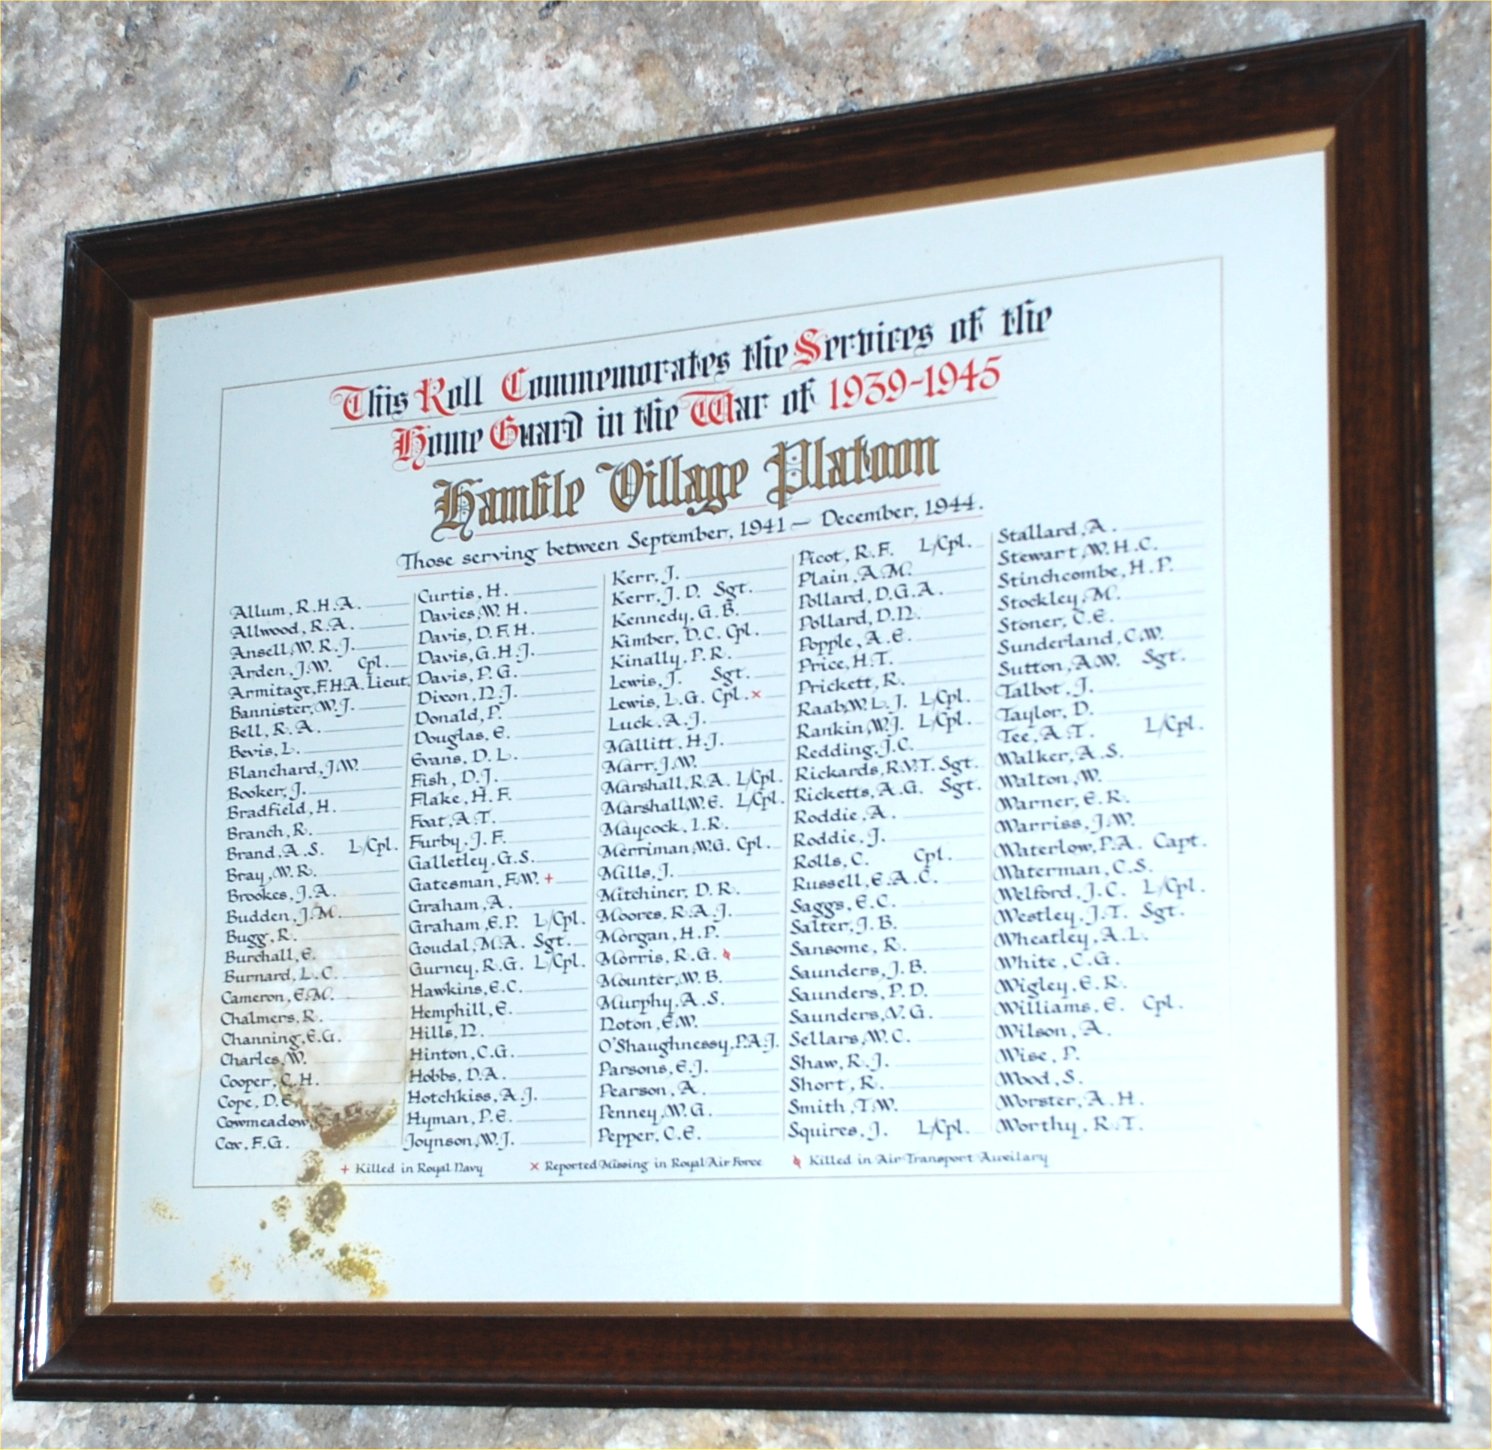 This Roll Commemorates the Services of the
Home Guard in the War of 1939-1945
Hamble Village Platoon
Those serving between September, 1941 — December, 1944.
Allum, R.H.A.
Allwood, R.A.
Ansell, W.R.J.
Arden, J.W. Cpl.
Armitage, F.H.A. Lieut.
Bannister, W.J.
Bell, R.A.
Bevis, L.
Blanchard, J.W.
Booker, J.
Bradfield, H.
Branch, R.
Brand, A.S. L/Cpl.
Bray, W.R.
Brookes, J.A.
Budden, J.M.
Bugg, R.
Burchall, E.
Burnard, L.C.
Cameron, E.M.
Chalmers, R.
Channing, E.G.
Charles, W.
Cooper, C.H.
Cope, D.E.
Cowmeadow,
Cox, F.G.
Curtis, H.
Davies, W.H.
Davis, D.F.H.
Davis, G.H.J.
Davis, P.G.
Dixon, N.J.
Donald, P.
Douglas, E.
Evans, D.L.
Fish, D.J.
Flake, H.F.
Foat, A.T.
Furby, J.F.
Galletley, G.S.
Gatesman, F.W. +
Graham, A.
Graham, E.P. L/Cpl.
Goudal, M.A. Sgt.
Gurney, R.G. L/Cpl.
Hawkins, E.C.
Hemphill, E.
Hills, N.
Hinton, C.G.
Hobbs, D.A.
Hotchkiss, A.J.
Hyman, P.E.
Joynson, W.J.
Kerr, J.
Kerr, J.D. Sgt.
Kennedy, G.B.
Kimber, D.C. Cpl.
Kinally, P.R.
Lewis, J. Sgt.
Lewis, L.G. Cpl. ×
Luck, A.J.
Mallitt, H.J.
Marr, J.W.
Marshall, R.A. L/Cpl.
Marshall, W.E. L/Cpl.
Maycock, I.R.
Merriman, W.G. Cpl.
Mills, J.
Mitchiner, D.R.
Moores, R.A.J.
Morgan, H.P.
Morris, R.G.
Mounter, W.B.
Murphy, A.S.
Noton, E.W.
O'Shaughnessy, P.A.J.
Parsons, E.J.
Pearson, A.
Penney, W.G.
Pepper, C.E.
Picot, R.F. L/Cpl.
Plain, A.M.
Pollard, D.G.A.
Pollard, D.N.
Popple, A.E.
Price, H.T.
Prickett, R.
Raab, W.L.J. L/Cpl.
Rankin, W.J. L/Cpl.
Redding, J.C.
Rickards, R.V.T. Sgt.
Ricketts, A.G. Sgt.
Roddie, A.
Roddie, J.
Rolls, C. Cpl.
Russell, E.A.C.
Saggs, E.C.
Salter, J.B.
Sansome, R.
Saunders, J.B.
Saunders, P.D.
Saunders, V.G.
Sellars, W.C.
Shaw, R.J.
Short, R.
Smith, T.W.
Squires, J. L/Cpl.
Stallard, A.
Stewart, W.H.C.
Stinchcombe, H.P.
Stockley, M.
Stoner, C.E.
Sunderland, C.W.
Sutton, A.W. Sgt.
Talbot, J.
Taylor, D.
Tee, A.T. L/Cpl.
Walker, A.S.
Walton, W.
Warner, E.R.
Warriss, J.W.
Waterlow, P.A. Capt.
Waterman, C.S.
Welford, J.C. L/Cpl.
Westley, J.T. Sgt.
Wheatley, A.L.
White, C.G.
Wigley, E.R.
Williams, E. Cpl.
Wilson, A.
Wise, P.
Wood, S.
Worster, A.H.
Worthy, R.T.
+ Killed in Royal Navy × Reported Missing in Royal Air Force Killed in Air Transport Auxilary